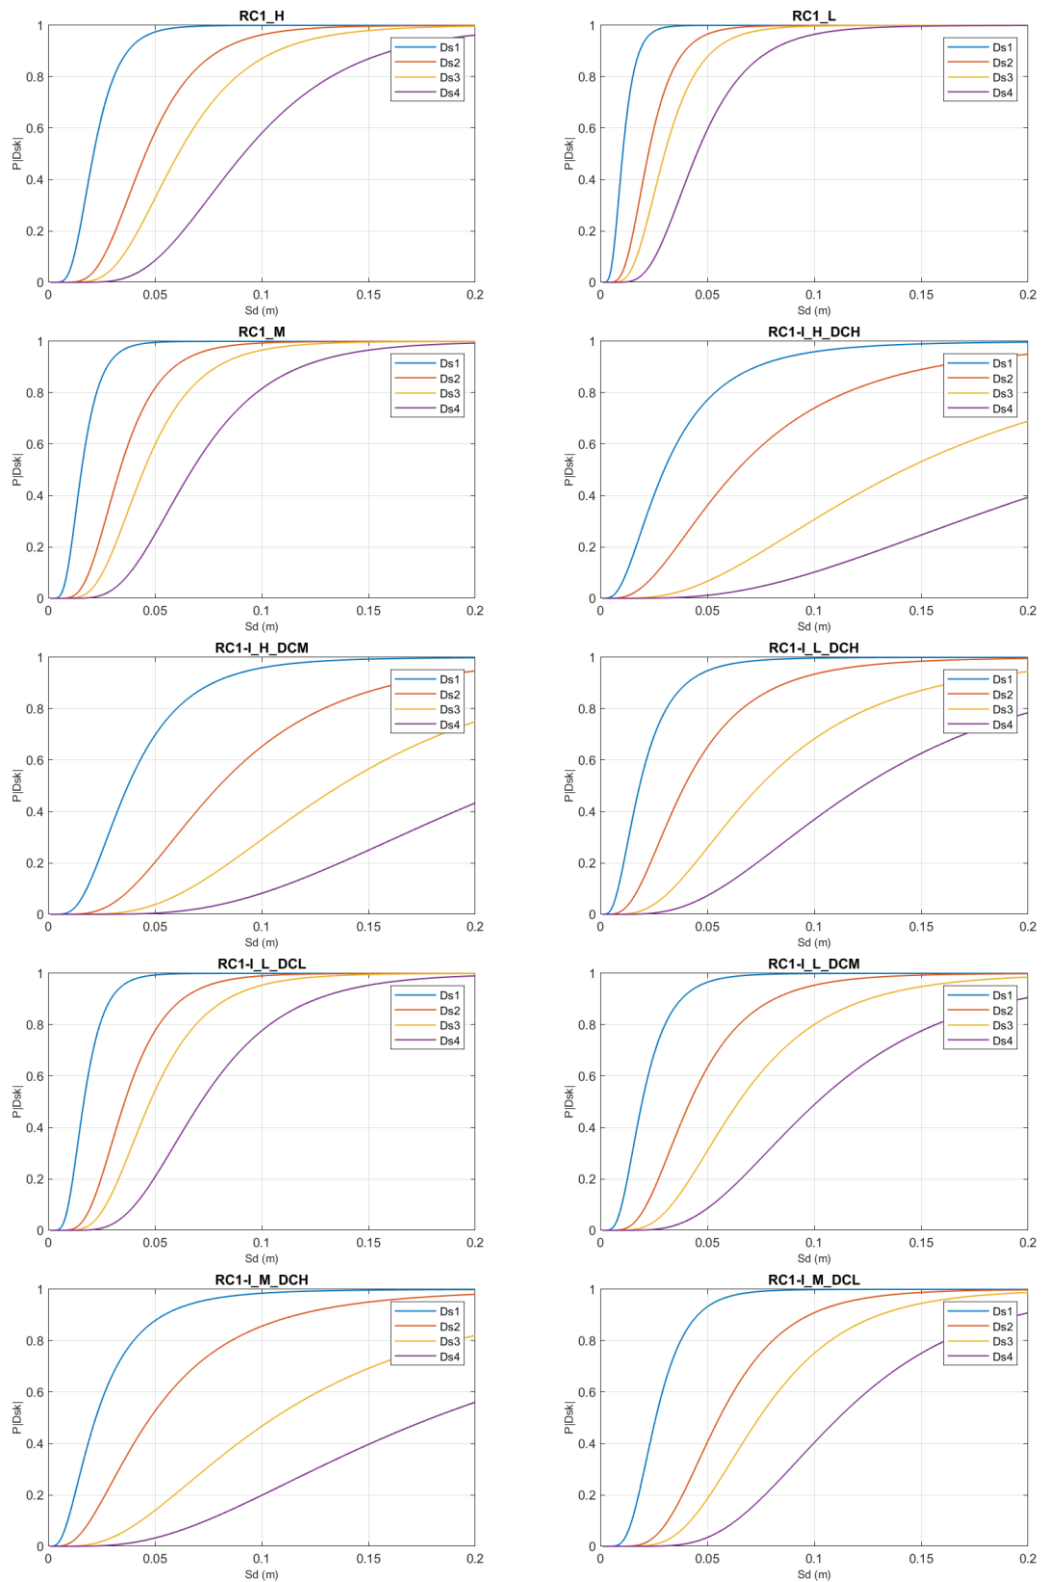 RC1_H
1
0.8
0.6
0.4
0.2
0
P|Dsk|
Ds1
Ds2
Ds3
Ds4
0 0.05 0.1 0.15 0.2
Sd (m)
RC1_L
1
0.8
0.6
0.4
0.2
0
P|Dsk|
Ds1
Ds2
Ds3
Ds4
0 0.05 0.1 0.15 0.2
Sd (m)
RC1_M
1
0.8
0.6
0.4
0.2
0
P|Dsk|
Ds1
Ds2
Ds3
Ds4
0 0.05 0.1 0.15 0.2
Sd (m)
RC1-I_H_DCH
1
0.8
0.6
0.4
0.2
0
P|Dsk|
Ds1
Ds2
Ds3
Ds4
0 0.05 0.1 0.15 0.2
Sd (m)
RC1-I_H_DCM
1
0.8
0.6
0.4
0.2
0
P|Dsk|
Ds1
Ds2
Ds3
Ds4
0 0.05 0.1 0.15 0.2
Sd (m)
RC1-I_L_DCH
1
0.8
0.6
0.4
0.2
0
P|Dsk|
Ds1
Ds2
Ds3
Ds4
0 0.05 0.1 0.15 0.2
Sd (m)
RC1-I_L_DCL
1
0.8
0.6
0.4
0.2
0
P|Dsk|
Ds1
Ds2
Ds3
Ds4
0 0.05 0.1 0.15 0.2
Sd (m)
RC1-I_L_DCM
1
0.8
0.6
0.4
0.2
0
P|Dsk|
Ds1
Ds2
Ds3
Ds4
0 0.05 0.1 0.15 0.2
Sd (m)
RC1-I_M_DCH
1
0.8
0.6
0.4
0.2
0
P|Dsk|
Ds1
Ds2
Ds3
Ds4
0 0.05 0.1 0.15 0.2
Sd (m)
RC1-I_M_DCL
1
0.8
0.6
0.4
0.2
0
P|Dsk|
Ds1
Ds2
Ds3
Ds4
0 0.05 0.1 0.15 0.2
Sd (m)